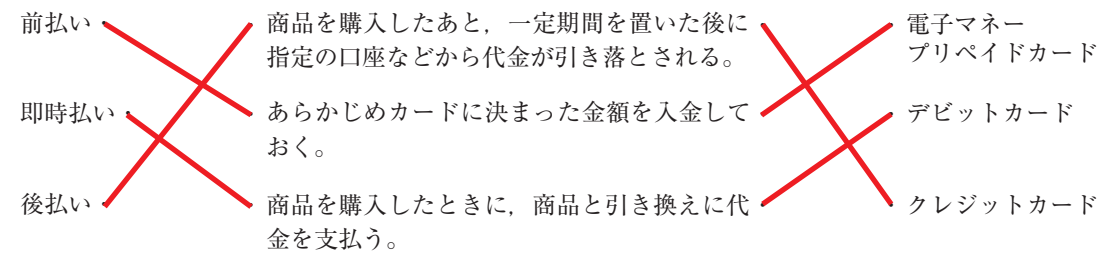 前払い
商品を購入したあと，一定期間を置いた後に
指定の口座などから代金が引き落とされる。
電子マネー
プリペイドカード
即時払い
あらかじめカードに決まった金額を入金して
おく。
デビットカード
後払い
商品を購入したときに，商品と引き換えに代
金を支払う。
クレジットカード